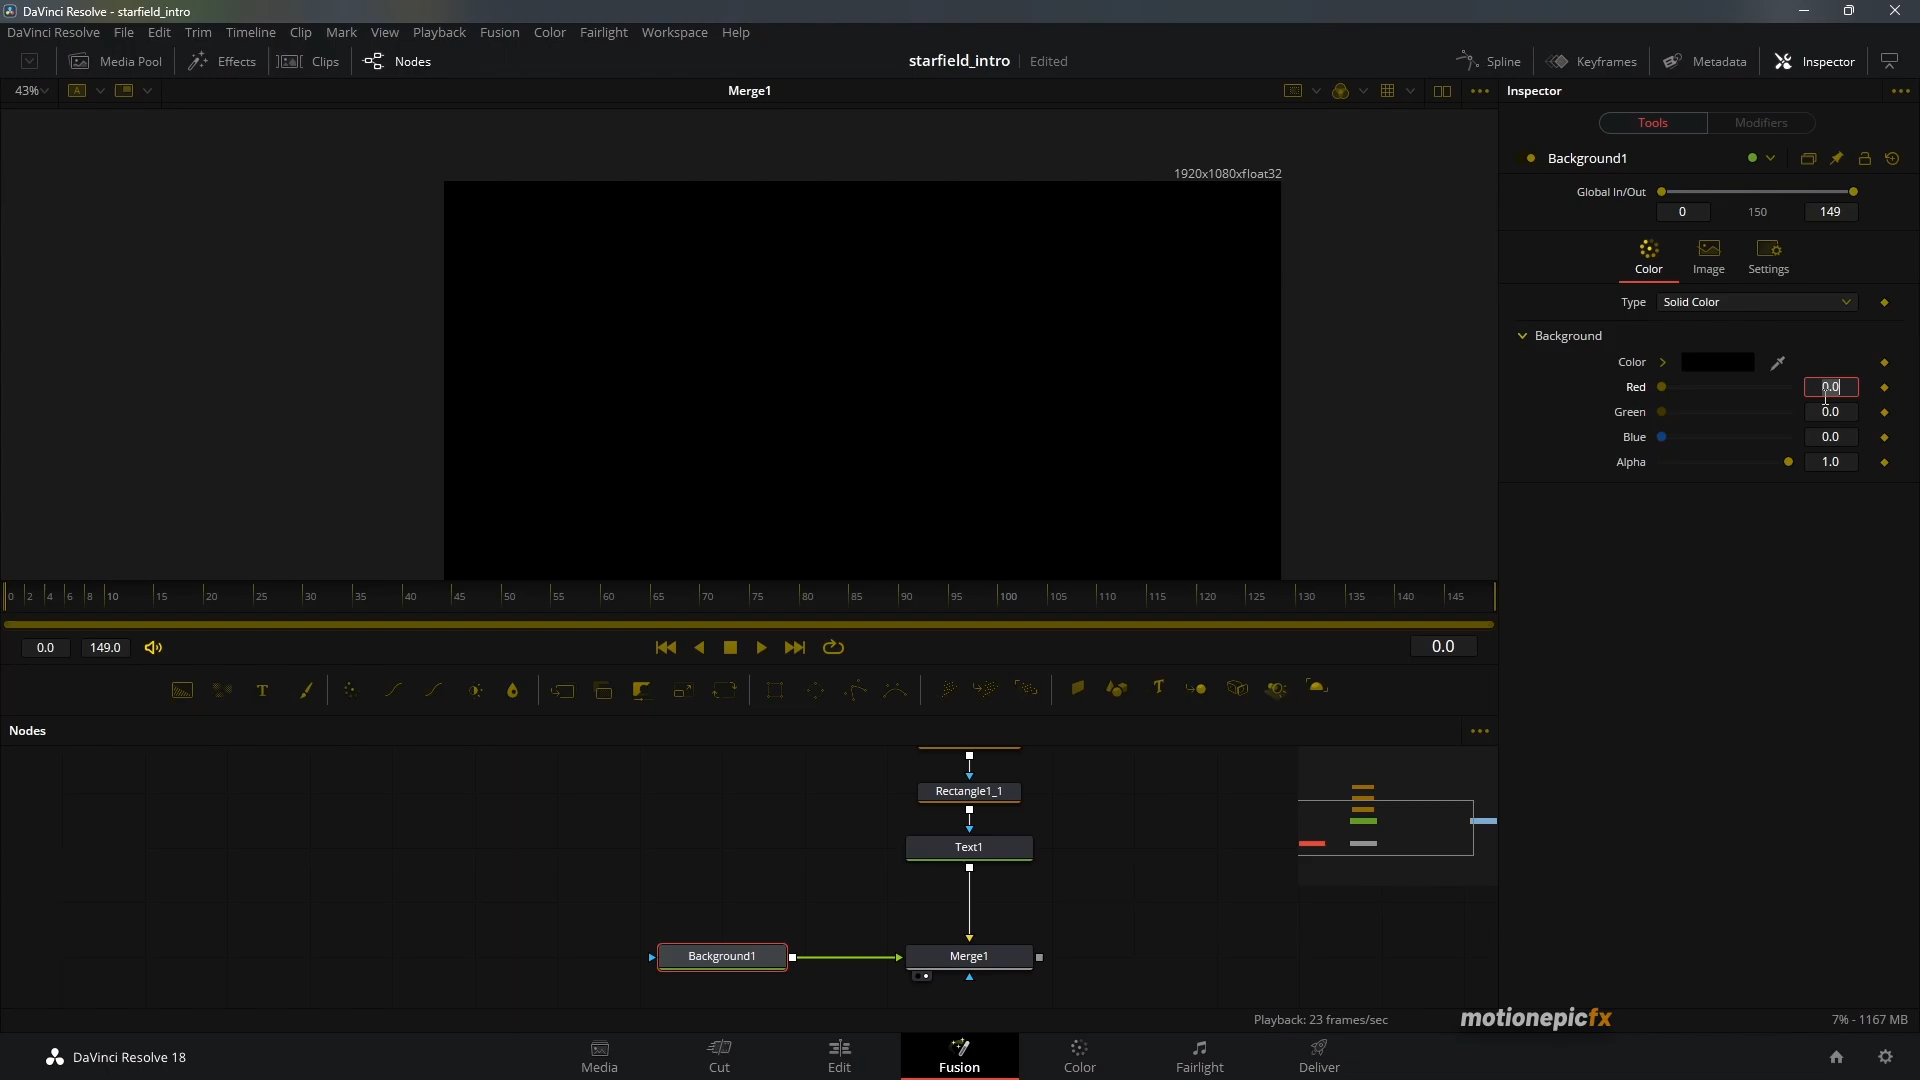 DaVinci Resolve - starfield_intro
DaVinci Resolve File Edit Trim Timeline Clip Mark View Playback Fusion Color Fairlight Workspace Help
Media Pool Effects Clips Nodes starfield_intro Edited Spline Keyframes Metadata Inspector
43% A Merge1 Inspector
Tools Modifiers
Background1
1920x1080xfloat32
Global In/Out
0 150 149
Color Image Settings
Type Solid Color
Background
Color
Red 0.0
Green 0.0
Blue 0.0
Alpha 1.0
0 2 4 6 8 10 15 20 25 30 35 40 45 50 55 60 65 70 75 80 85 90 95 100 105 110 115 120 125 130 135 140 145
0.0 149.0 0.0
T T
Nodes
Rectangle1_1
Text1
Background1 Merge1
Playback: 23 frames/sec motionepicfx 7% - 1167 MB
DaVinci Resolve 18 Media Cut Edit Fusion Color Fairlight Deliver